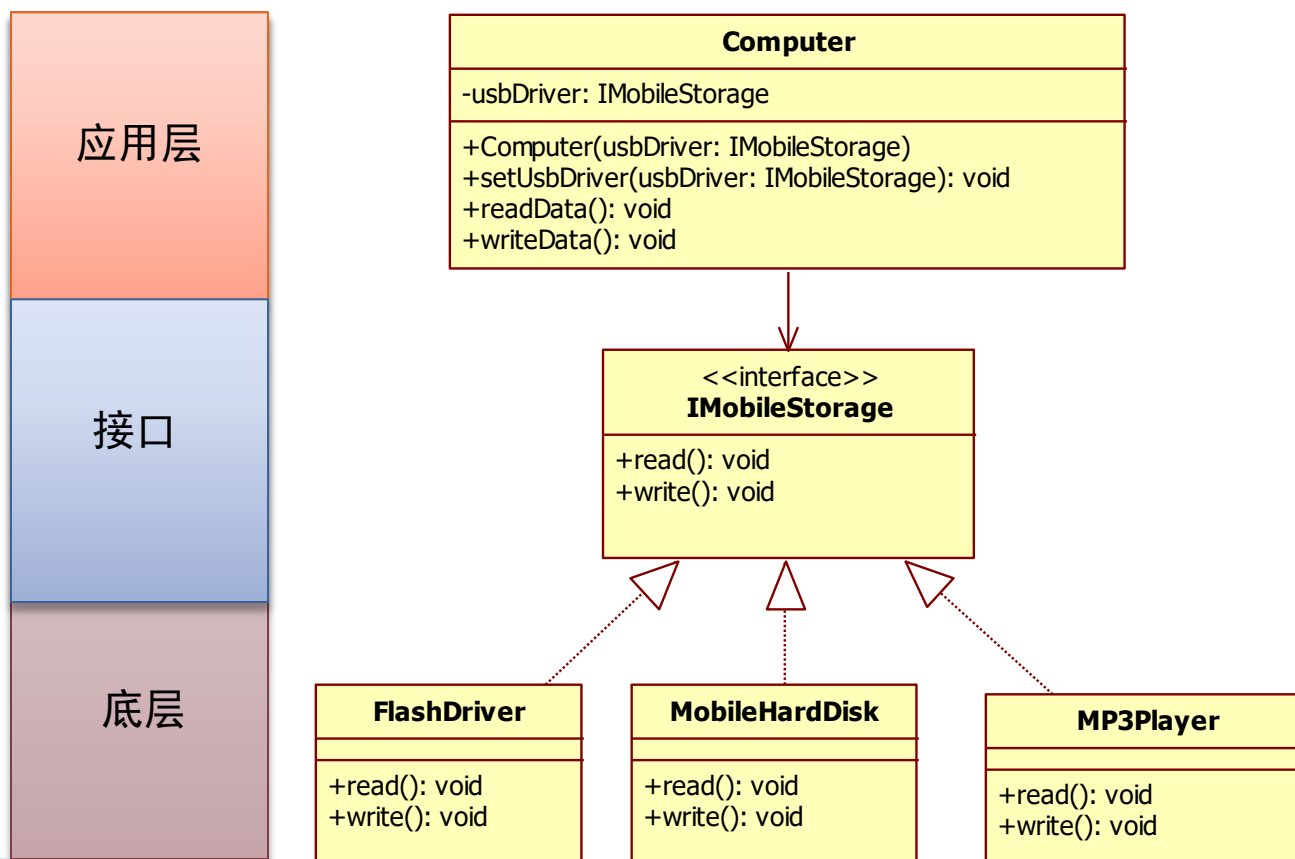 应用层
接口
底层
Computer
-usbDriver: IMobileStorage
+Computer(usbDriver: IMobileStorage)
+setUsbDriver(usbDriver: IMobileStorage): void
+readData(): void
+writeData(): void
<<interface>>
IMobileStorage
+read(): void
+write(): void
FlashDriver
+read(): void
+write(): void
MobileHardDisk
+read(): void
+write(): void
MP3Player
+read(): void
+write(): void